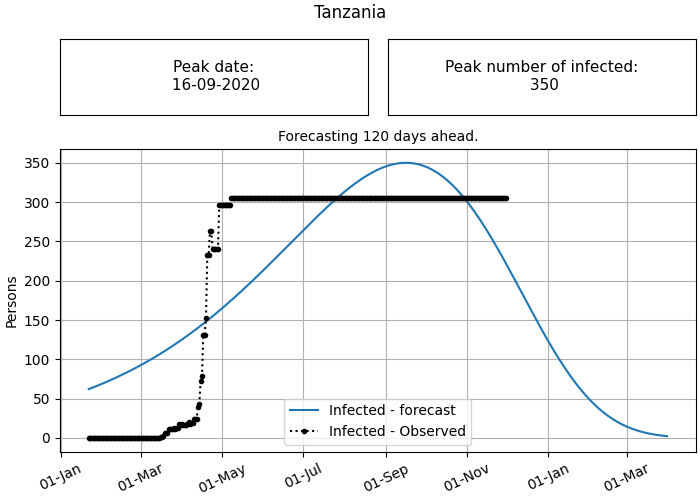 Tanzania
Peak date:
16-09-2020
Peak number of infected:
350
Forecasting 120 days ahead.
350
300
250
200
150
100
50
0
Persons
Infected - forecast
Infected - Observed
01-Jan
01-Mar
01-May
01-Jul
01-Sep
01-Nov
01-Jan
01-Mar